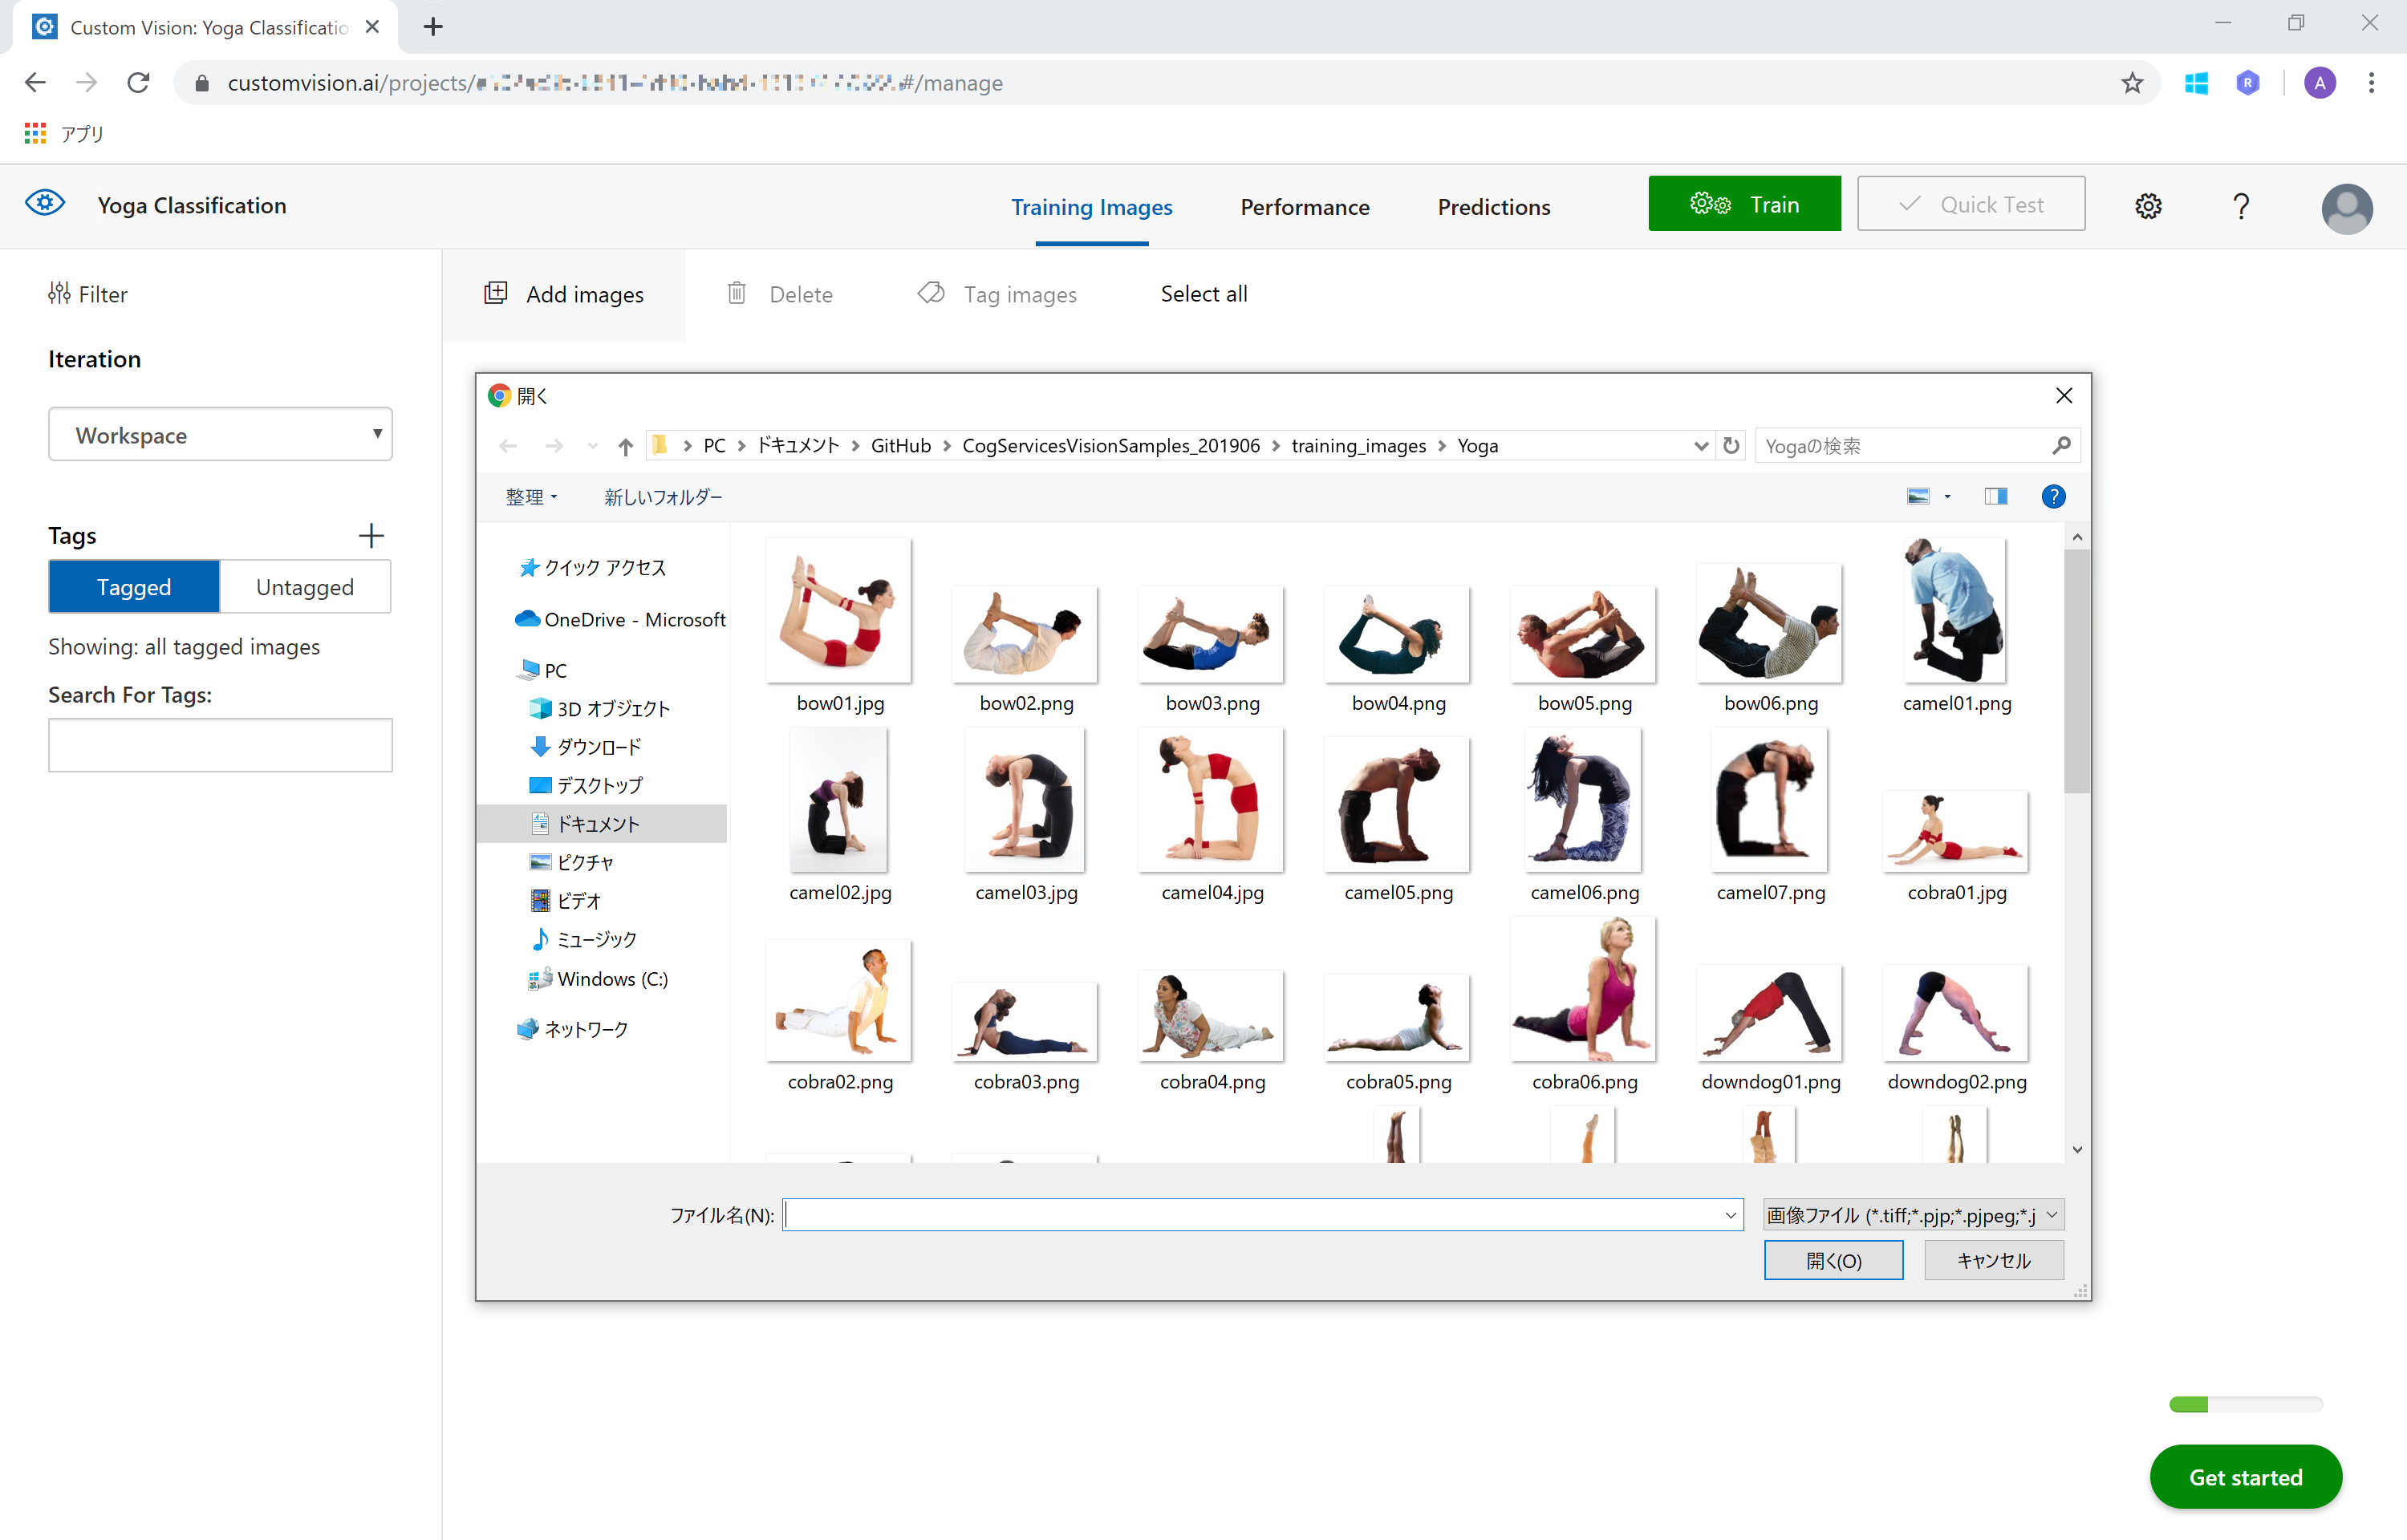 Custom Vision: Yoga Classificatio
customvision.ai/projects/
#/manage
A
R
アプリ
Yoga Classification
Training Images
Performance
Predictions
Train
Quick Test
?
Filter
Add images
Delete
Tag images
Select all
Iteration
Workspace
Tags
Tagged
Untagged
Showing: all tagged images
Search For Tags:
開く
PC
ドキュメント
GitHub
CogServicesVisionSamples_201906
training_images
Yoga
Yogaの検索
整理
新しいフォルダー
?
クイック アクセス
OneDrive - Microsoft
PC
3D オブジェクト
ダウンロード
デスクトップ
ドキュメント
ピクチャ
ビデオ
ミュージック
Windows (C:)
ネットワーク
bow01.jpg
bow02.png
bow03.png
bow04.png
bow05.png
bow06.png
camel01.png
camel02.jpg
camel03.jpg
camel04.jpg
camel05.png
camel06.png
camel07.png
cobra01.jpg
cobra02.png
cobra03.png
cobra04.png
cobra05.png
cobra06.png
downdog01.png
downdog02.png
ファイル名(N):
画像ファイル (*.tiff;*.pjp;*.pjpeg;*.j
開く(O)
キャンセル
Get started